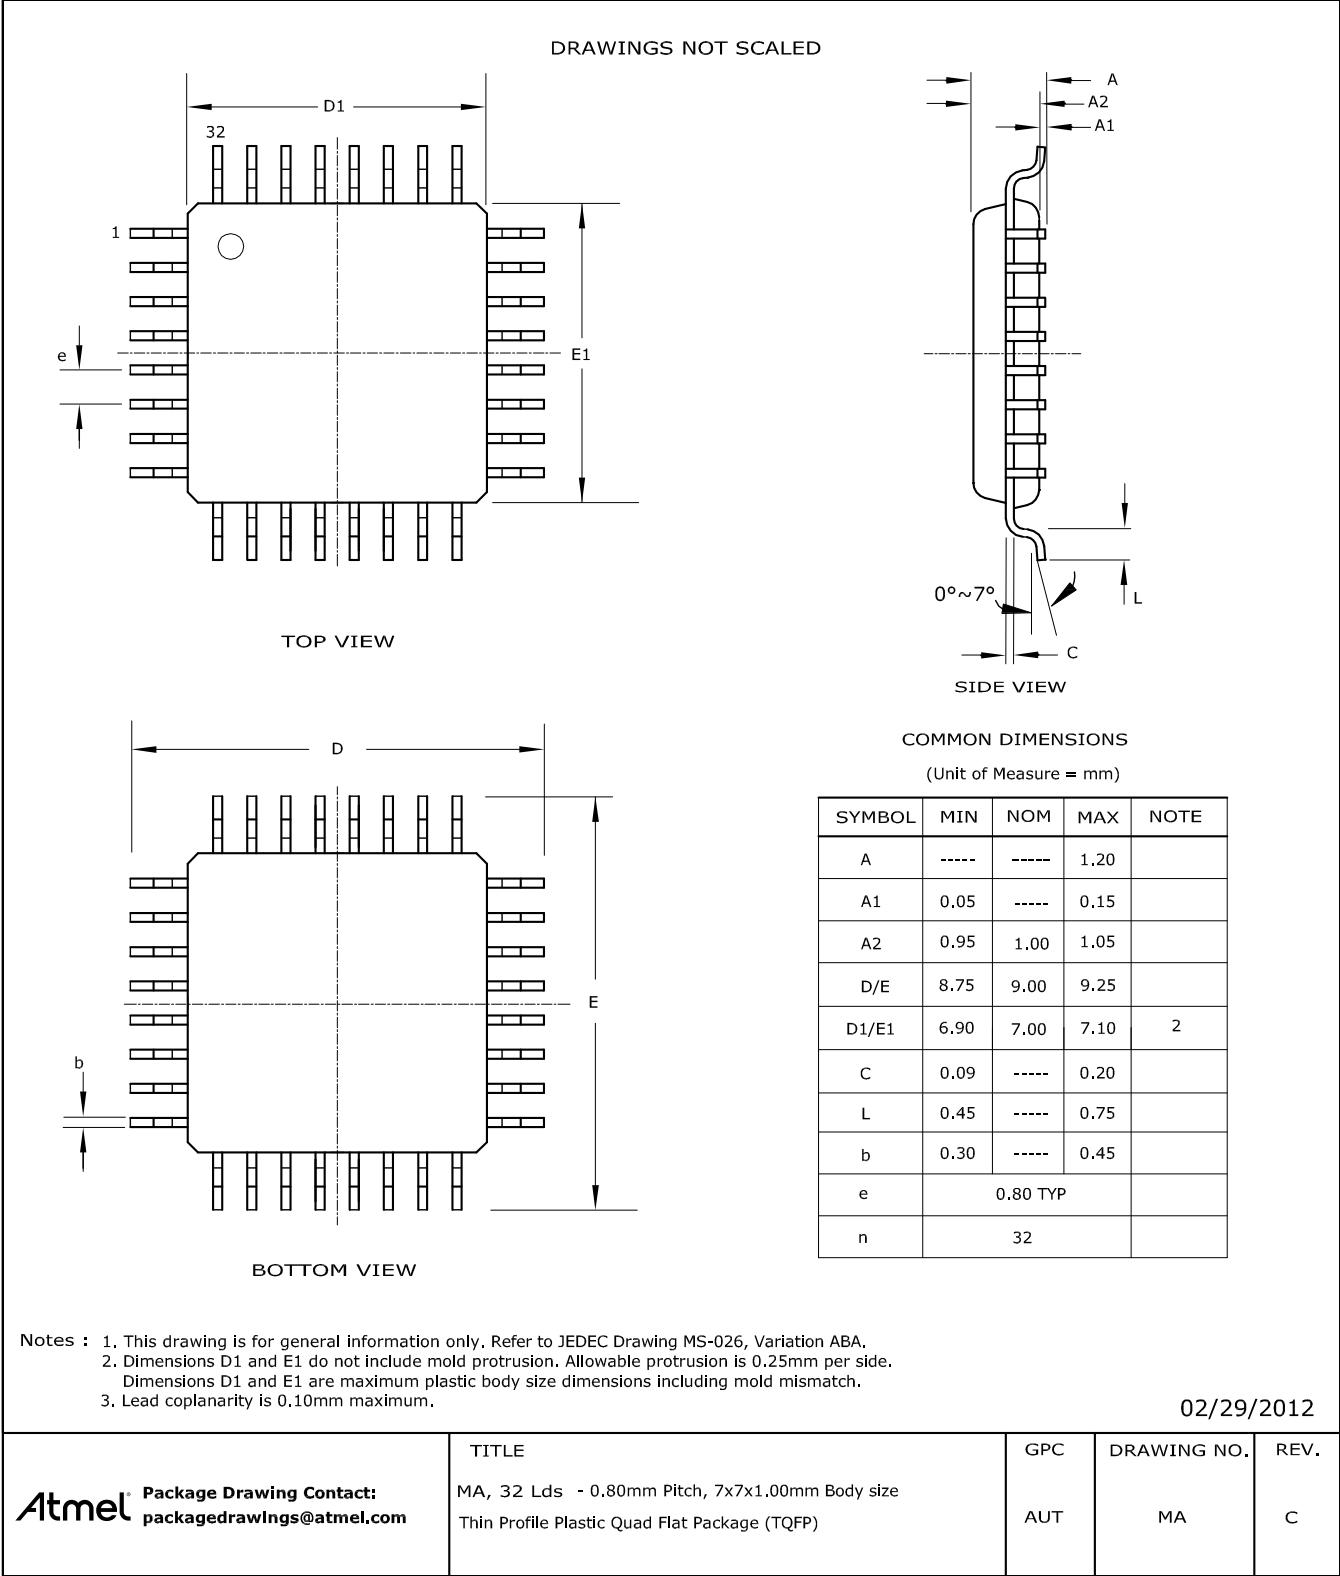 DRAWINGS NOT SCALED
D1
32
1
e
E1
TOP VIEW
A
A2
A1
0°~7°
L
C
SIDE VIEW
D
E
b
BOTTOM VIEW
COMMON DIMENSIONS
(Unit of Measure = mm)
SYMBOL MIN NOM MAX NOTE
A ----- ----- 1.20
A1 0.05 ----- 0.15
A2 0.95 1.00 1.05
D/E 8.75 9.00 9.25
D1/E1 6.90 7.00 7.10 2
C 0.09 ----- 0.20
L 0.45 ----- 0.75
b 0.30 ----- 0.45
e 0.80 TYP
n 32
Notes : 1. This drawing is for general information only. Refer to JEDEC Drawing MS-026, Variation ABA.
2. Dimensions D1 and E1 do not include mold protrusion. Allowable protrusion is 0.25mm per side.
Dimensions D1 and E1 are maximum plastic body size dimensions including mold mismatch.
3. Lead coplanarity is 0.10mm maximum.
02/29/2012
Atmel® Package Drawing Contact:
packagedrawings@atmel.com
TITLE
MA, 32 Lds - 0.80mm Pitch, 7x7x1.00mm Body size
Thin Profile Plastic Quad Flat Package (TQFP)
GPC
AUT
DRAWING NO.
MA
REV.
C